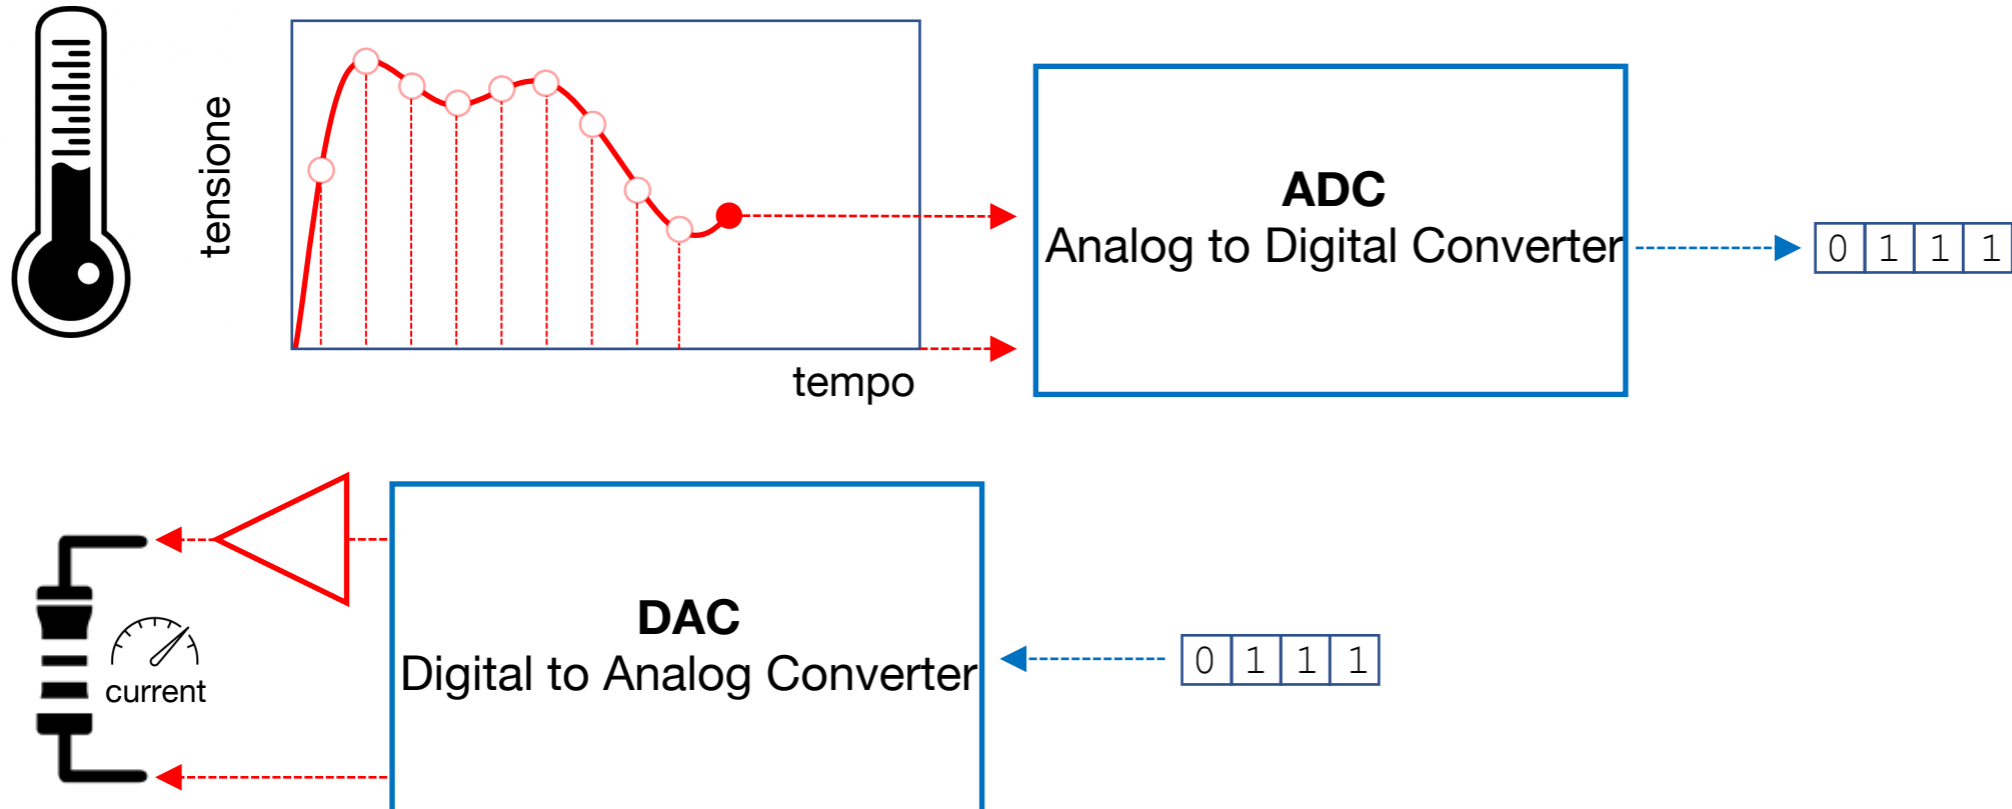 tensione
tempo
ADC
Analog to Digital Converter
0 1 1 1
current
DAC
Digital to Analog Converter
0 1 1 1